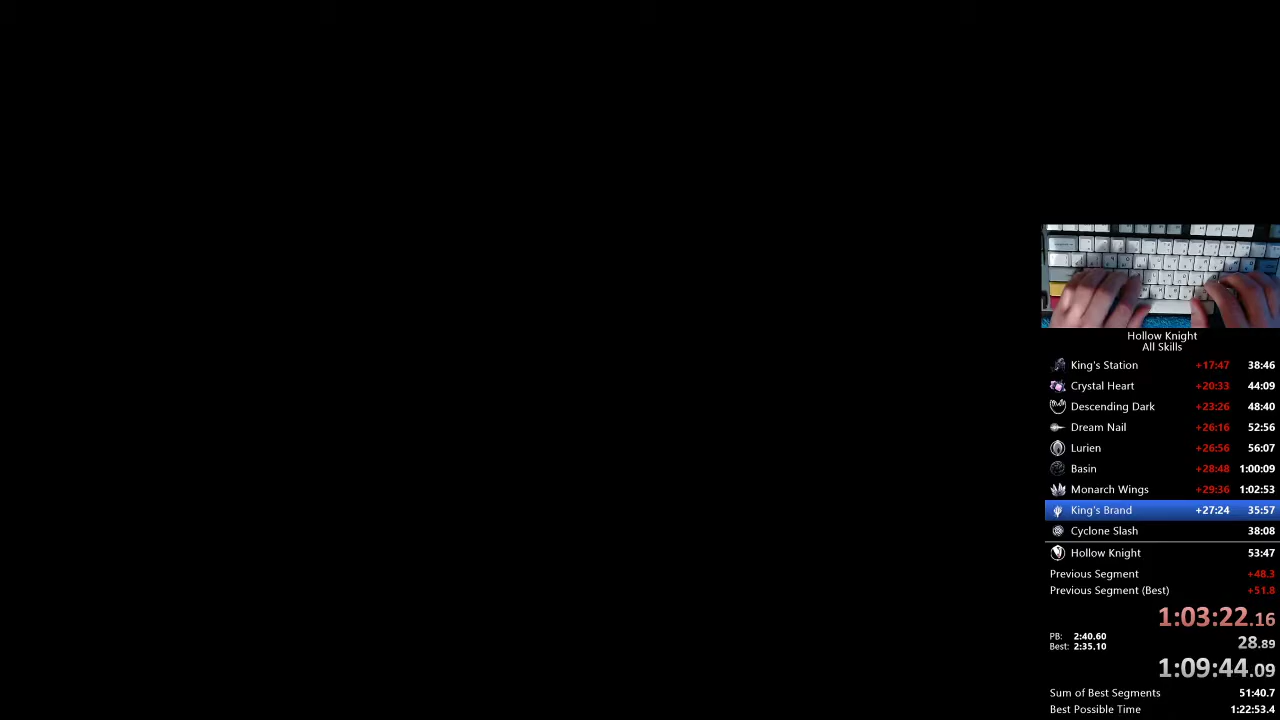 Hollow Knight
All Skills
King's Station +17:47 38:46
Crystal Heart +20:33 44:09
Descending Dark +23:26 48:40
Dream Nail +26:16 52:56
Lurien +26:56 56:07
Basin +28:48 1:00:09
Monarch Wings +29:36 1:02:53
King's Brand +27:24 35:57
Cyclone Slash 38:08
Hollow Knight 53:47
Previous Segment +48.3
Previous Segment (Best) +51.8
1:03:22.16
PB: 2:40.60
Best: 2:35.10
28.89
1:09:44.09
Sum of Best Segments 51:40.7
Best Possible Time 1:22:53.4